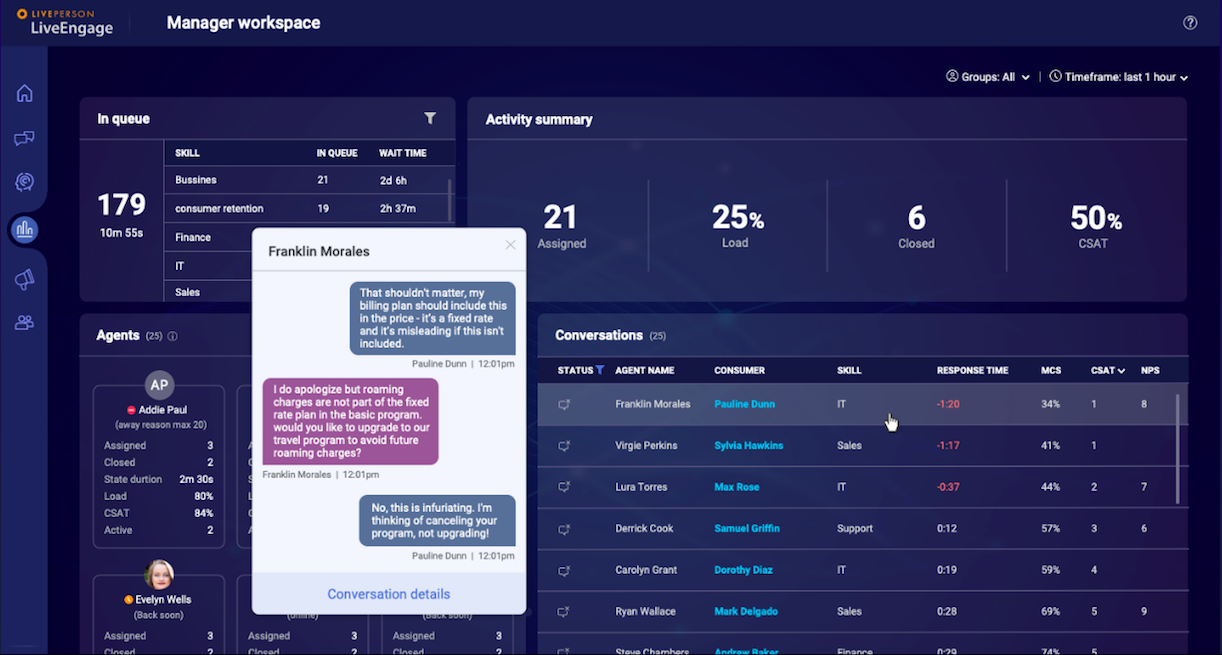 LIVEPERSON
LiveEngage
Manager workspace
Groups: All
Timeframe: last 1 hour
In queue
179
10m 55s
SKILL IN QUEUE WAIT TIME
Bussines 21 2d 6h
consumer retention 19 2h 37m
Finance
IT
Sales
Activity summary
21
Assigned
25%
Load
6
Closed
50%
CSAT
Agents (25)
AP
Addie Paul
(away reason max 20)
Assigned 3
Closed 2
State durtion 2m 30s
Load 80%
CSAT 84%
Active 2
Evelyn Wells
(Back soon)
Assigned 3
Closed 2
(online)
Assigned 3
Closed 2
(Back soon)
Assigned 3
Closed 2
Franklin Morales
That shouldn't matter, my
billing plan should include this
in the price - it's a fixed rate
and it's misleading if this isn't
included.
Pauline Dunn | 12:01pm
I do apologize but roaming
charges are not part of the fixed
rate plan in the basic program.
would you like to upgrade to our
travel program to avoid future
roaming charges?
Franklin Morales | 12:01pm
No, this is infuriating. I'm
thinking of canceling your
program, not upgrading!
Pauline Dunn | 12:01pm
Conversation details
Conversations (25)
STATUS AGENT NAME CONSUMER SKILL RESPONSE TIME MCS CSAT NPS
Franklin Morales Pauline Dunn IT -1:20 34% 1 8
Virgie Perkins Sylvia Hawkins Sales -1:17 41% 1
Lura Torres Max Rose IT -0:37 44% 2 7
Derrick Cook Samuel Griffin Support 0:12 57% 3 6
Carolyn Grant Dorothy Diaz IT 0:19 59% 4
Ryan Wallace Mark Delgado Sales 0:28 69% 5 9
Steve Chambers Andrew Baker Finance 0:29 74% 5